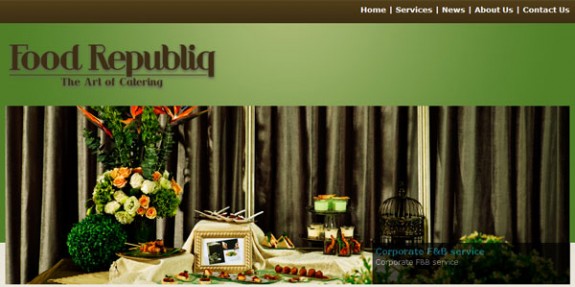 Home | Services | News | About Us | Contact Us
Food Republiq
The Art of Catering
Corporate F&B service
Corporate F&B service